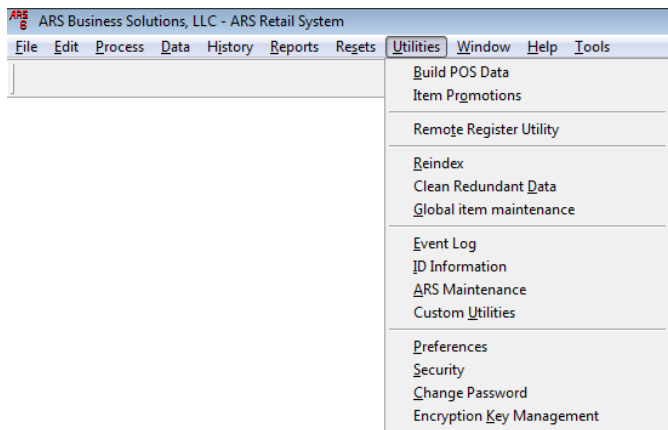 ARS 6 ARS Business Solutions, LLC - ARS Retail System
File Edit Process Data History Reports Resets Utilities Window Help Tools
Build POS Data
Item Promotions
Remote Register Utility
Reindex
Clean Redundant Data
Global item maintenance
Event Log
ID Information
ARS Maintenance
Custom Utilities
Preferences
Security
Change Password
Encryption Key Management